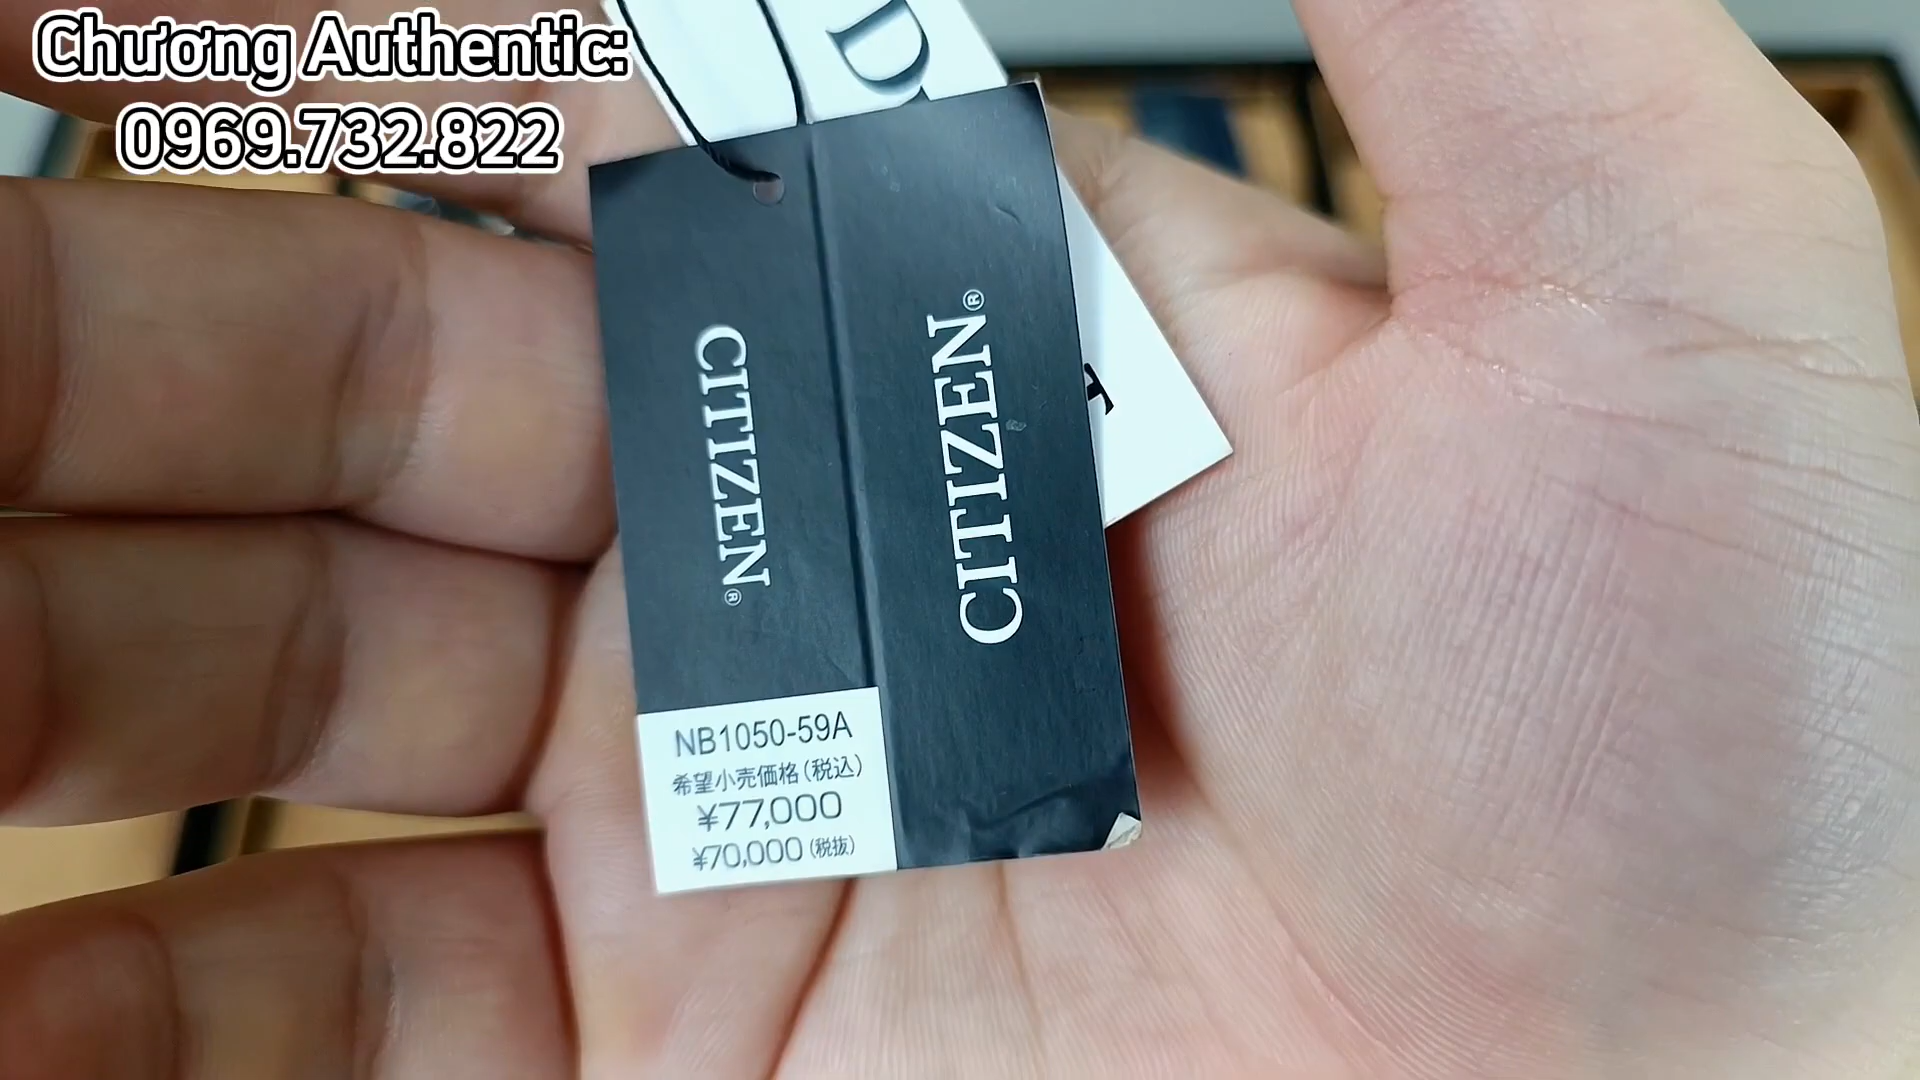 Chương Authentic:
0969.732.822
D
CITIZEN®
CITIZEN®
NB1050-59A
希望小売価格(税込)
¥77,000
¥70,000(税抜)